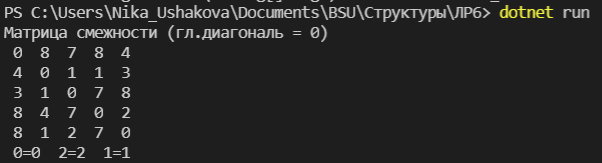 PS C:\Users\Nika_Ushakova\Documents\BSU\Структуры\ЛР6> dotnet run
Матрица смежности (гл.диагональ = 0)
0 8 7 8 4
4 0 1 1 3
3 1 0 7 8
8 4 7 0 2
8 1 2 7 0
0=0 2=2 1=1